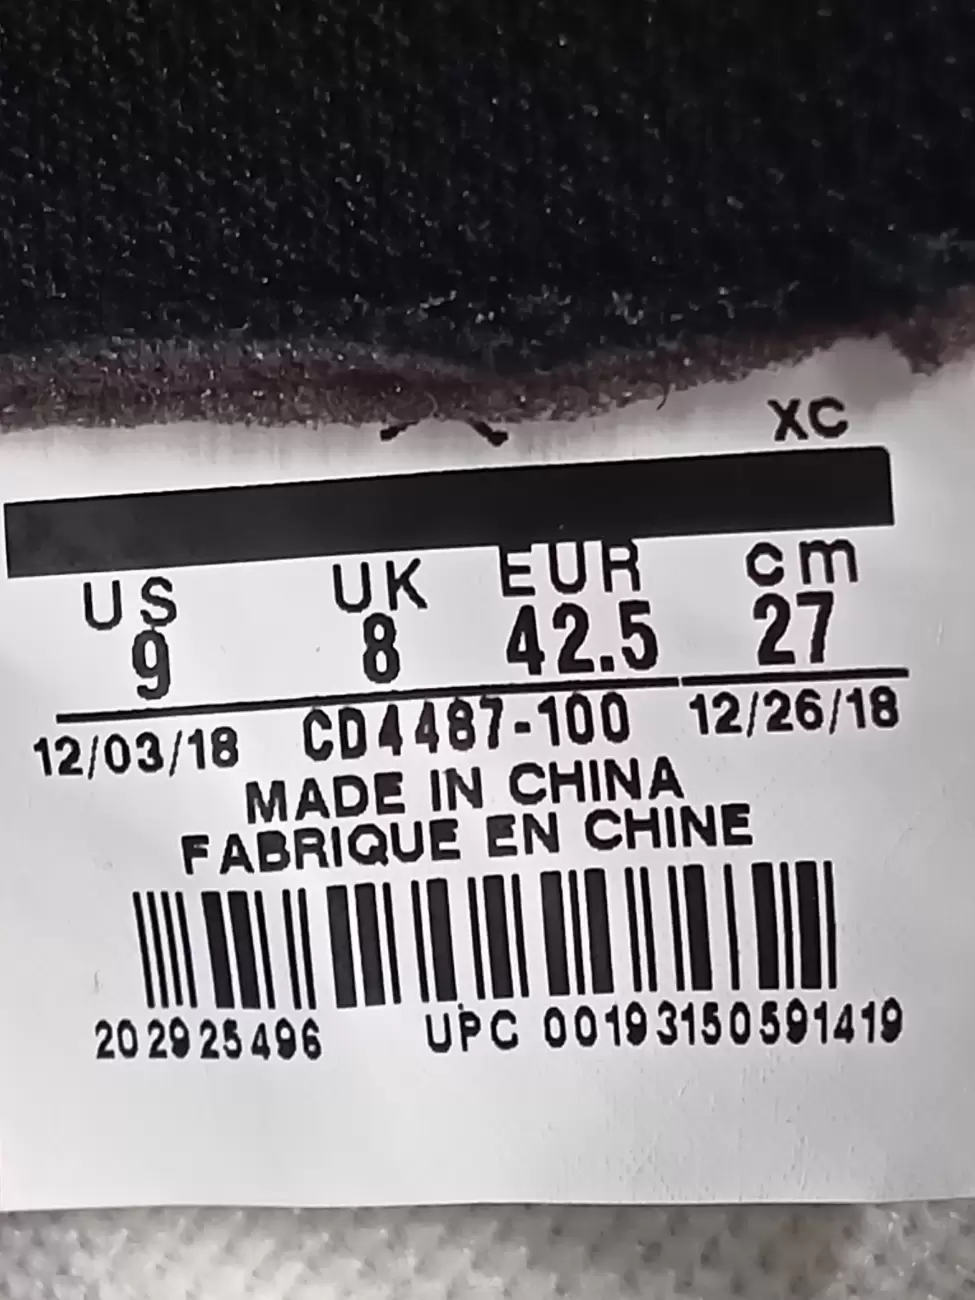 XC
US UK EUR cm
9 8 42.5 27
12/03/18 CD4487-100 12/26/18
MADE IN CHINA
FABRIQUE EN CHINE
202925496 UPC 00193150591419